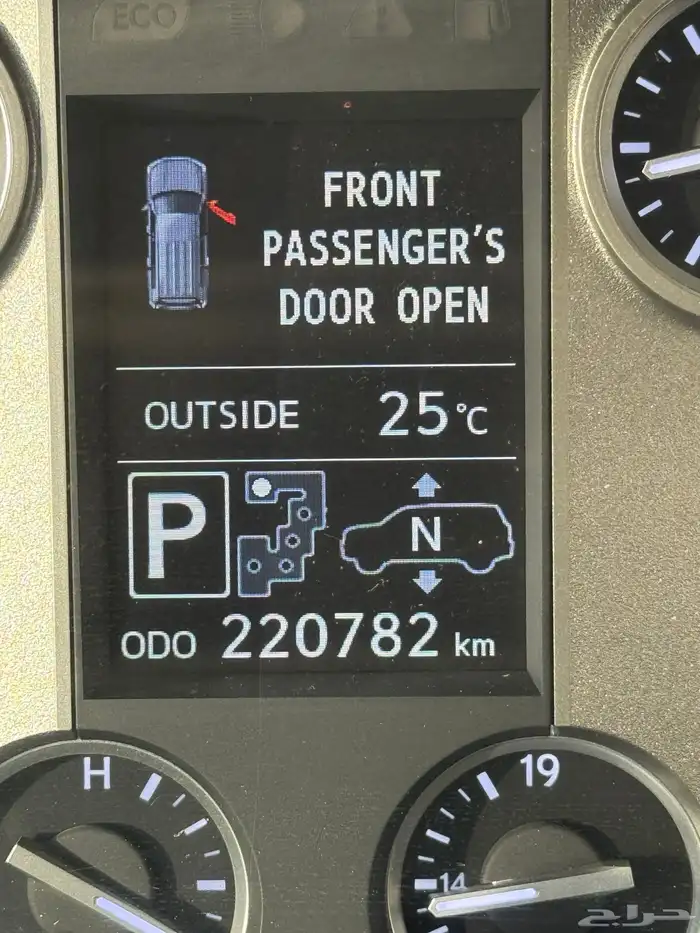 ECO
FRONT
PASSENGER'S
DOOR OPEN
OUTSIDE 25°C
P N
ODO 220782 km
H 19
14
حراج